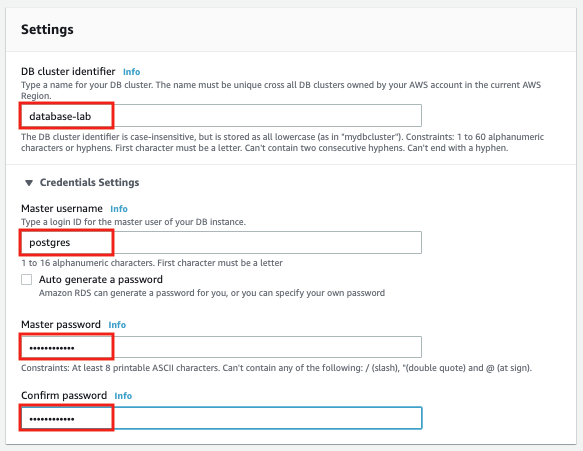 Settings
DB cluster identifier Info
Type a name for your DB cluster. The name must be unique cross all DB clusters owned by your AWS account in the current AWS
Region.
database-lab
The DB cluster identifier is case-insensitive, but is stored as all lowercase (as in "mydbcluster"). Constraints: 1 to 60 alphanumeric
characters or hyphens. First character must be a letter. Can't contain two consecutive hyphens. Can't end with a hyphen.
▼ Credentials Settings
Master username Info
Type a login ID for the master user of your DB instance.
postgres
1 to 16 alphanumeric characters. First character must be a letter
Auto generate a password
Amazon RDS can generate a password for you, or you can specify your own password
Master password Info
••••••••••••
Constraints: At least 8 printable ASCII characters. Can't contain any of the following: / (slash), "(double quote) and @ (at sign).
Confirm password Info
••••••••••••